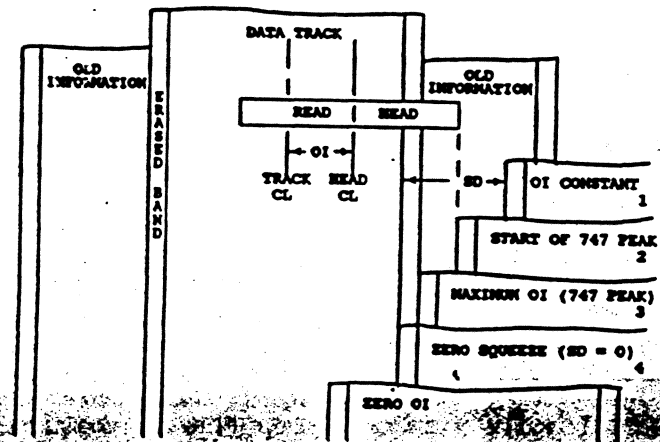 DATA TRACK
OLD
INFORMATION
OLD
INFORMATION
ERASED BAND
READ HEAD
OI
TRACK
CL
HEAD
CL
SD
OI CONSTANT
1
START OF 747 PEAK
2
MAXIMUM OI (747 PEAK)
3
ZERO SQUEEZE (SD = 0)
4
ZERO OI